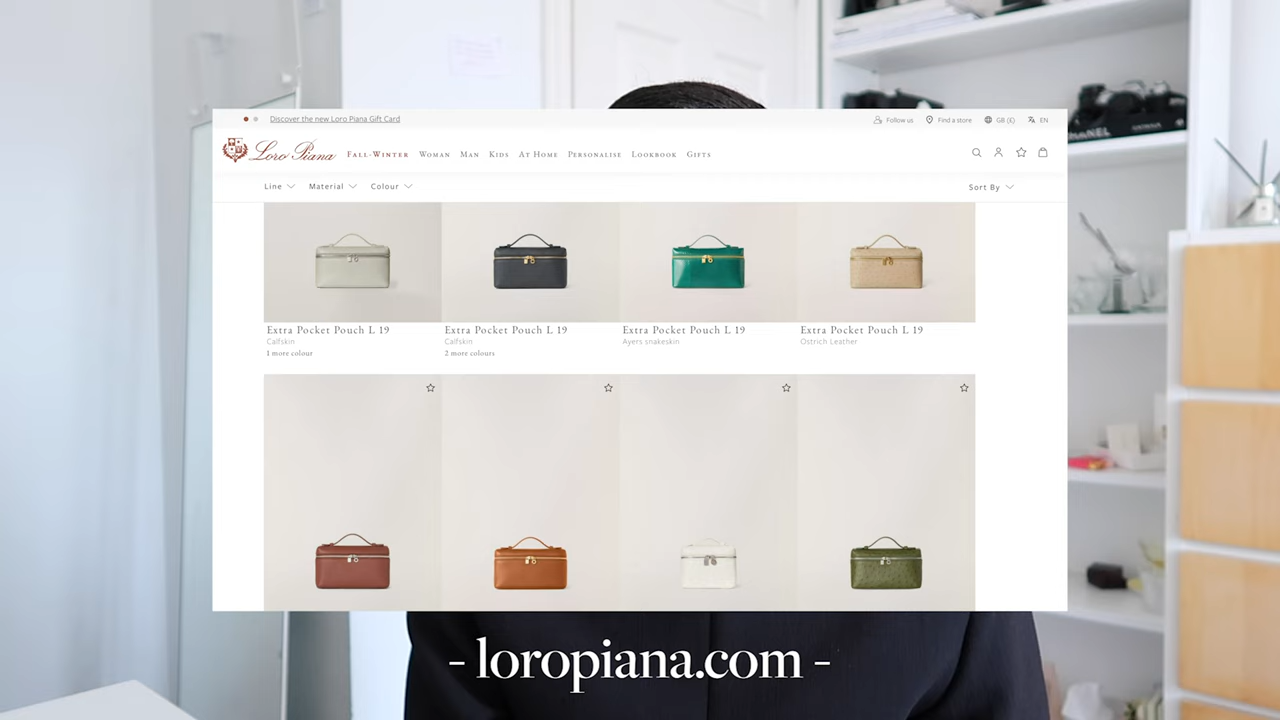 Discover the new Loro Piana Gift Card
Follow us
Find a store
GB (£)
EN
Loro Piana
FALL-WINTER WOMAN MAN KIDS AT HOME PERSONALISE LOOKBOOK GIFTS
Line Material Colour
Sort By
Extra Pocket Pouch L 19
Calfskin
1 more colour
Extra Pocket Pouch L 19
Calfskin
2 more colours
Extra Pocket Pouch L 19
Ayers snakeskin
Extra Pocket Pouch L 19
Ostrich Leather
- loropiana.com -